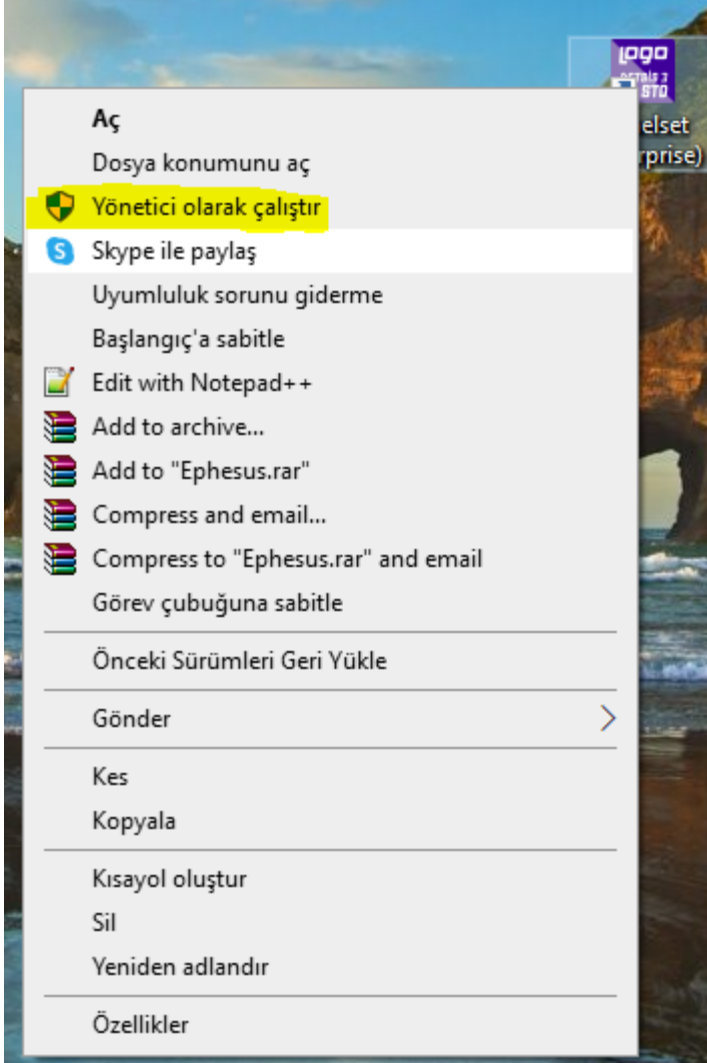 logo
elset
rprise)
Aç
Dosya konumunu aç
Yönetici olarak çalıştır
Skype ile paylaş
Uyumluluk sorunu giderme
Başlangıç'a sabitle
Edit with Notepad++
Add to archive...
Add to "Ephesus.rar"
Compress and email...
Compress to "Ephesus.rar" and email
Görev çubuğuna sabitle
Önceki Sürümleri Geri Yükle
Gönder
Kes
Kopyala
Kısayol oluştur
Sil
Yeniden adlandır
Özellikler